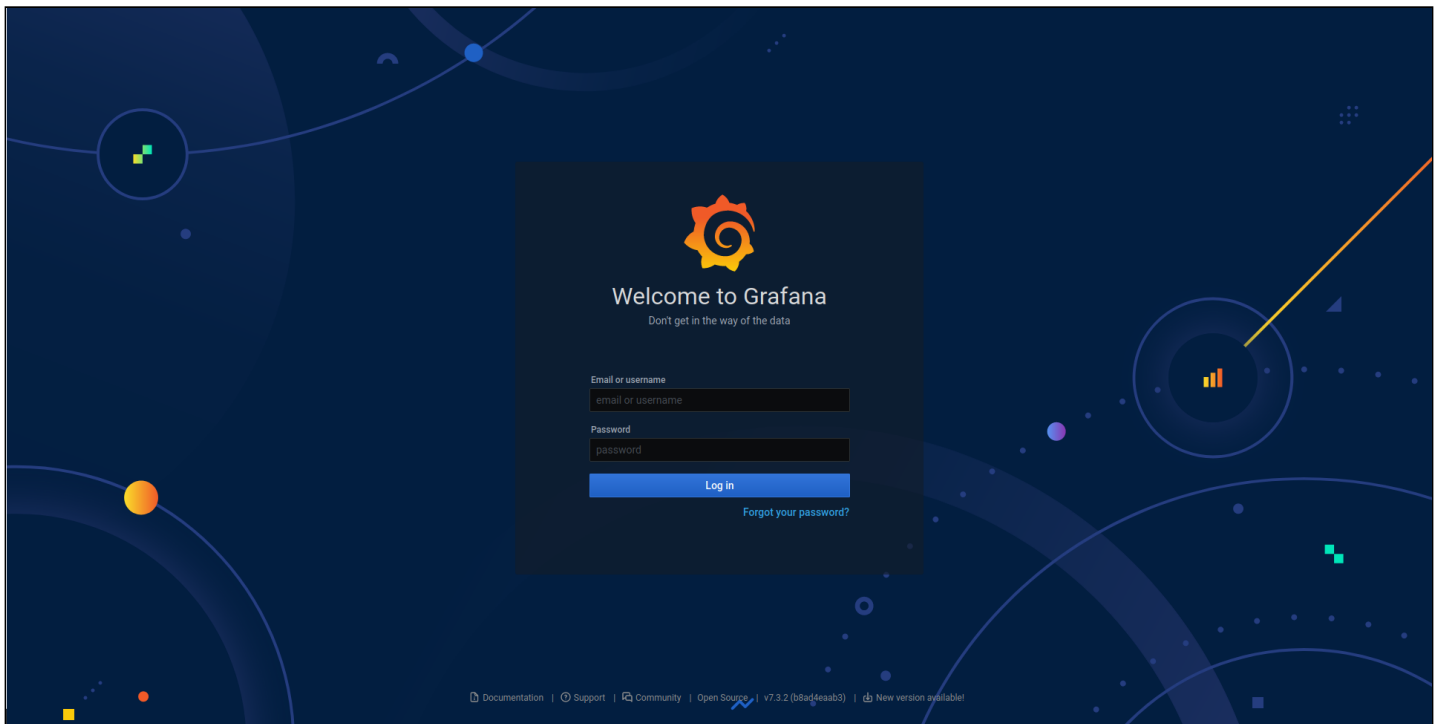 Welcome to Grafana
Don't get in the way of the data
Email or username
email or username
Password
password
Log in
Forgot your password?
Documentation | Support | Community | Open Source | v7.3.2 (b8ad4eaab3) | New version available!